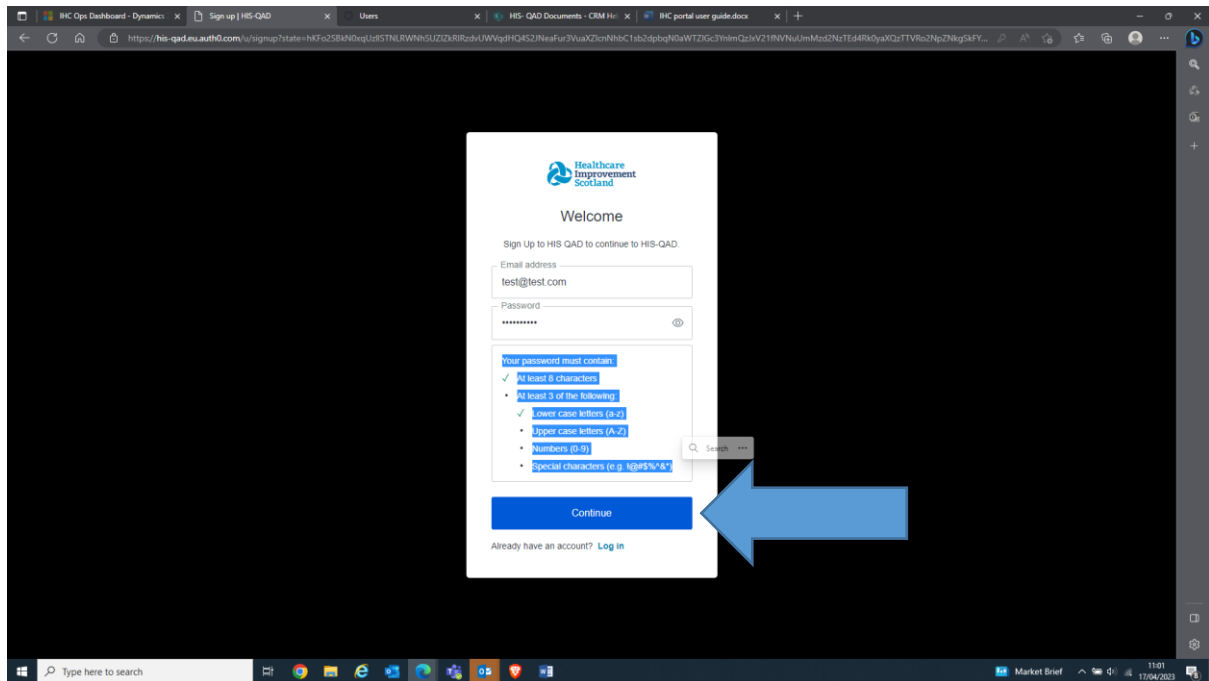 IHC Ops Dashboard - Dynamics
Sign up | HIS-QAD
Users
HIS- QAD Documents - CRM Hel
IHC portal user guide.docx
Healthcare
Improvement
Scotland
Welcome
Sign Up to HIS QAD to continue to HIS-QAD.
Email address
test@test.com
Password
••••••••••
Your password must contain:
At least 8 characters
At least 3 of the following:
Lower case letters (a-z)
Upper case letters (A-Z)
Numbers (0-9)
Search
Special characters (e.g. !@#$%^&*)
Continue
Already have an account? Log in
Type here to search
Market Brief
11:01
17/04/2023